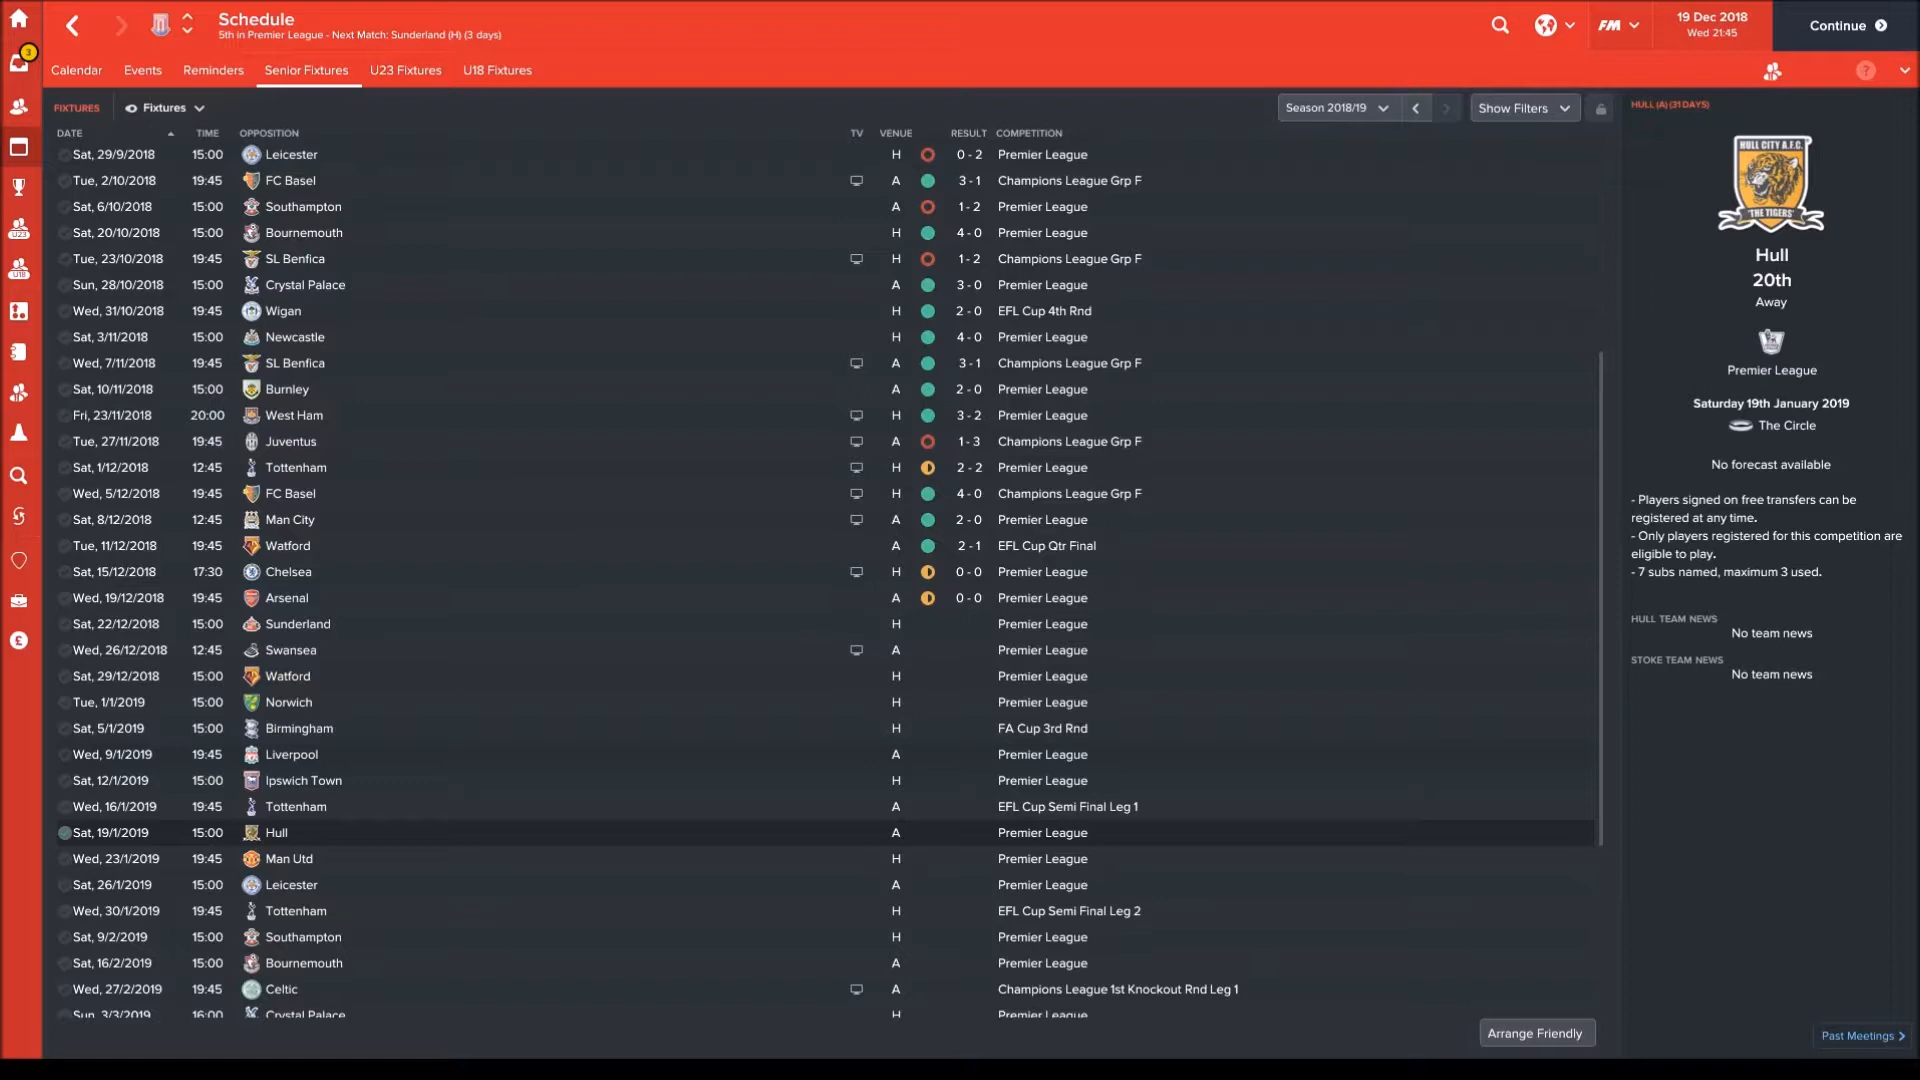 Schedule
5th in Premier League - Next Match: Sunderland (H) (3 days)
FM
19 Dec 2018
Wed 21:45
Continue
3
Calendar Events Reminders Senior Fixtures U23 Fixtures U18 Fixtures
?
FIXTURES Fixtures Season 2018/19 Show Filters
DATE TIME OPPOSITION TV VENUE RESULT COMPETITION
Sat, 29/9/2018 15:00 Leicester H 0 - 2 Premier League
Tue, 2/10/2018 19:45 FC Basel A 3 - 1 Champions League Grp F
Sat, 6/10/2018 15:00 Southampton A 1 - 2 Premier League
Sat, 20/10/2018 15:00 Bournemouth H 4 - 0 Premier League
Tue, 23/10/2018 19:45 SL Benfica H 1 - 2 Champions League Grp F
Sun, 28/10/2018 15:00 Crystal Palace A 3 - 0 Premier League
Wed, 31/10/2018 19:45 Wigan H 2 - 0 EFL Cup 4th Rnd
Sat, 3/11/2018 15:00 Newcastle H 4 - 0 Premier League
Wed, 7/11/2018 19:45 SL Benfica A 3 - 1 Champions League Grp F
Sat, 10/11/2018 15:00 Burnley A 2 - 0 Premier League
Fri, 23/11/2018 20:00 West Ham H 3 - 2 Premier League
Tue, 27/11/2018 19:45 Juventus A 1 - 3 Champions League Grp F
Sat, 1/12/2018 12:45 Tottenham H 2 - 2 Premier League
Wed, 5/12/2018 19:45 FC Basel H 4 - 0 Champions League Grp F
Sat, 8/12/2018 12:45 Man City A 2 - 0 Premier League
Tue, 11/12/2018 19:45 Watford A 2 - 1 EFL Cup Qtr Final
Sat, 15/12/2018 17:30 Chelsea H 0 - 0 Premier League
Wed, 19/12/2018 19:45 Arsenal A 0 - 0 Premier League
Sat, 22/12/2018 15:00 Sunderland H Premier League
Wed, 26/12/2018 12:45 Swansea A Premier League
Sat, 29/12/2018 15:00 Watford H Premier League
Tue, 1/1/2019 15:00 Norwich H Premier League
Sat, 5/1/2019 15:00 Birmingham H FA Cup 3rd Rnd
Wed, 9/1/2019 19:45 Liverpool A Premier League
Sat, 12/1/2019 15:00 Ipswich Town H Premier League
Wed, 16/1/2019 19:45 Tottenham A EFL Cup Semi Final Leg 1
Sat, 19/1/2019 15:00 Hull A Premier League
Wed, 23/1/2019 19:45 Man Utd H Premier League
Sat, 26/1/2019 15:00 Leicester A Premier League
Wed, 30/1/2019 19:45 Tottenham H EFL Cup Semi Final Leg 2
Sat, 9/2/2019 15:00 Southampton H Premier League
Sat, 16/2/2019 15:00 Bournemouth A Premier League
Wed, 27/2/2019 19:45 Celtic A Champions League 1st Knockout Rnd Leg 1
Sun, 3/3/2019 16:00 Crystal Palace H Premier League
Arrange Friendly
U23
U18
£
HULL (A) (31 DAYS)
HULL CITY A.F.C.
'THE TIGERS'
Hull
20th
Away
Premier League
Saturday 19th January 2019
The Circle
No forecast available
- Players signed on free transfers can be
registered at any time.
- Only players registered for this competition are
eligible to play.
- 7 subs named, maximum 3 used.
HULL TEAM NEWS
No team news
STOKE TEAM NEWS
No team news
Past Meetings >